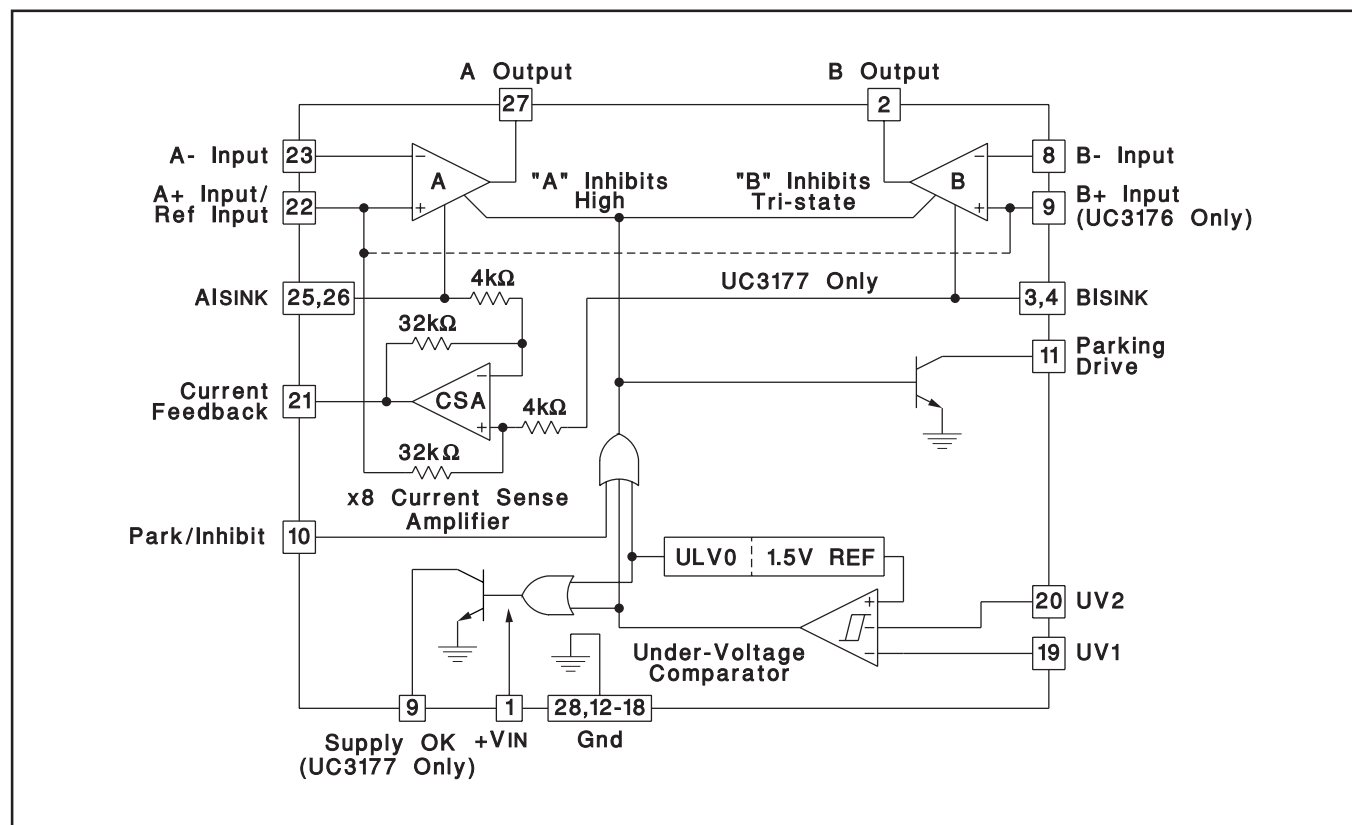 A Output
B Output
27
2
A- Input
23
8
B- Input
A
"A" Inhibits
High
"B" Inhibits
Tri-state
B
A+ Input/
Ref Input
22
9
B+ Input
(UC3176 Only)
−
+
−
+
AISINK
25,26
4kΩ
UC3177 Only
3,4
BISINK
32kΩ
11
Parking
Drive
Current
Feedback
21
−
CSA
+
4kΩ
32kΩ
x8 Current Sense
Amplifier
Park/Inhibit
10
ULV0
1.5V REF
+
−
−
20
UV2
19
UV1
Under-Voltage
Comparator
9
1
28,12-18
Supply OK
(UC3177 Only)
+VIN
Gnd